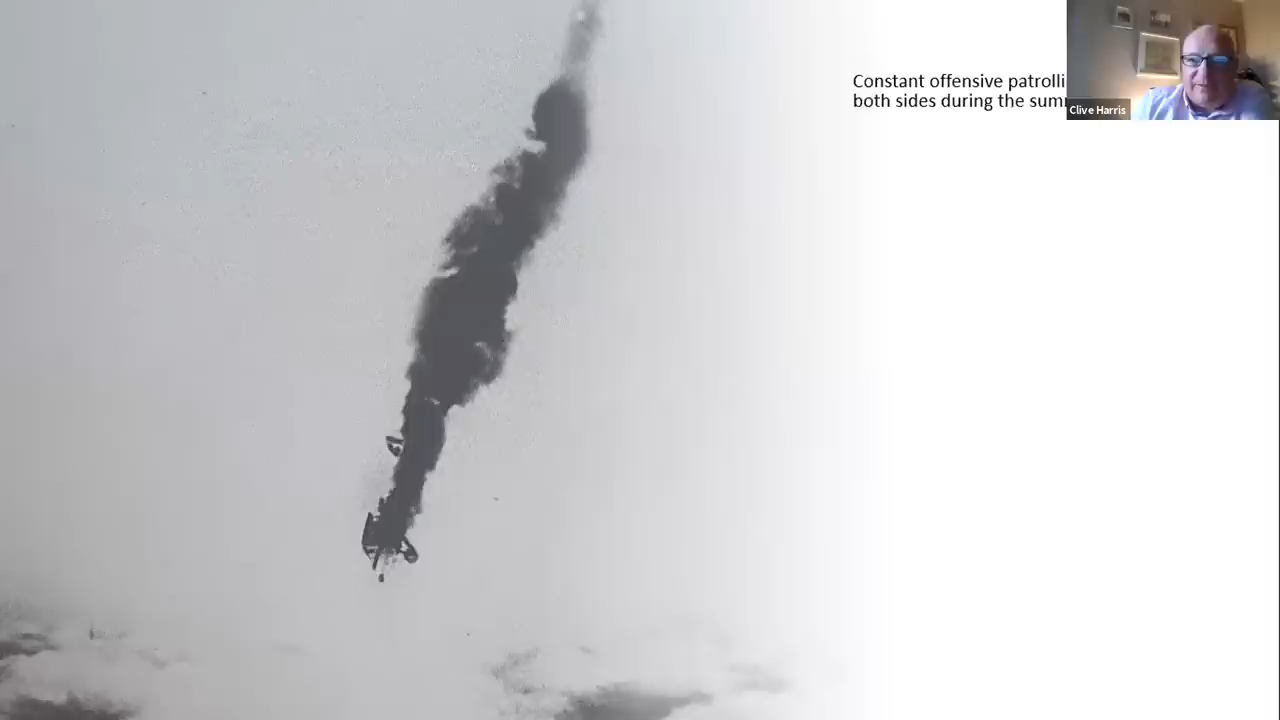 Constant offensive
both sides during the
Clive Harris